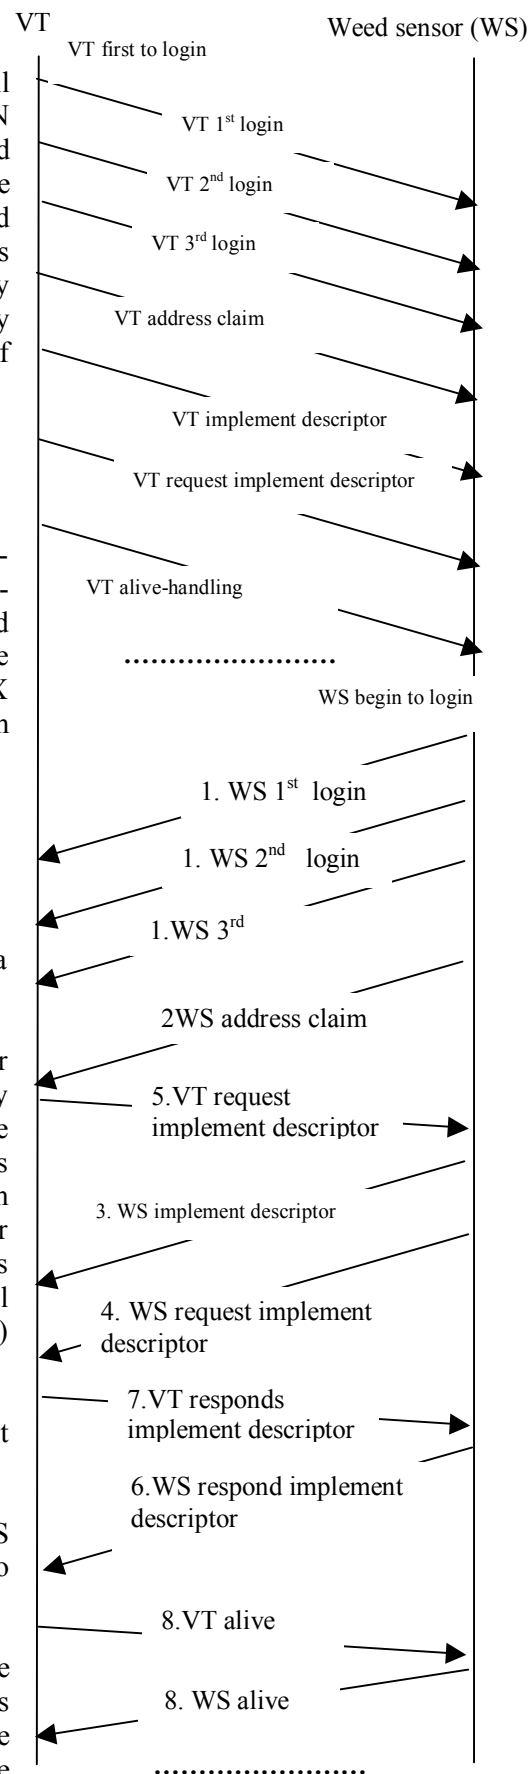 VT
Weed sensor (WS)
VT first to login
VT 1st login
VT 2nd login
VT 3rd login
VT address claim
VT implement descriptor
VT request implement descriptor
VT alive-handling
........................
WS begin to login
1. WS 1st login
1. WS 2nd login
1.WS 3rd
2WS address claim
5.VT request
implement descriptor
3. WS implement descriptor
4. WS request implement
descriptor
7.VT responds
implement descriptor
6.WS respond implement
descriptor
8.VT alive
8. WS alive
........................